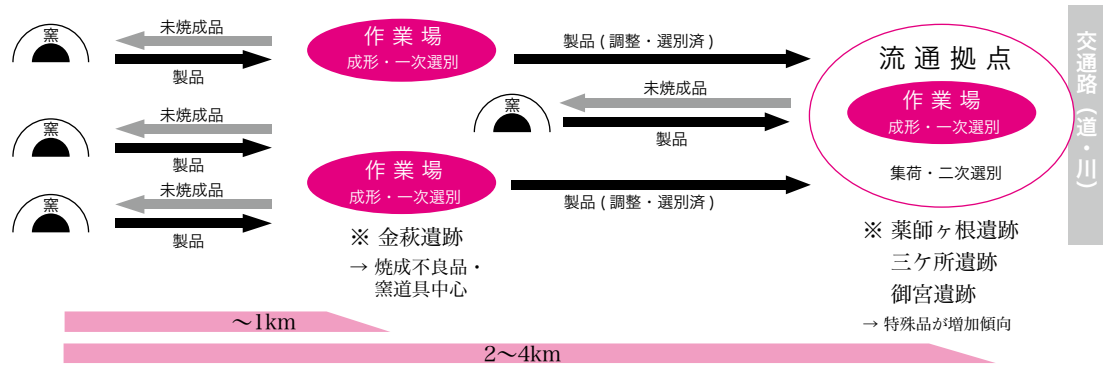 窯
未焼成品
製品
作業場
成形・一次選別
製品(調整・選別済)
窯
未焼成品
製品
流通拠点
作業場
成形・一次選別
集荷・二次選別
交通路(道・川)
窯
未焼成品
製品
窯
未焼成品
製品
作業場
成形・一次選別
製品(調整・選別済)
※ 金萩遺跡
→ 焼成不良品・
窯道具中心
※ 薬師ヶ根遺跡
三ケ所遺跡
御宮遺跡
→ 特殊品が増加傾向
～1km
2～4km